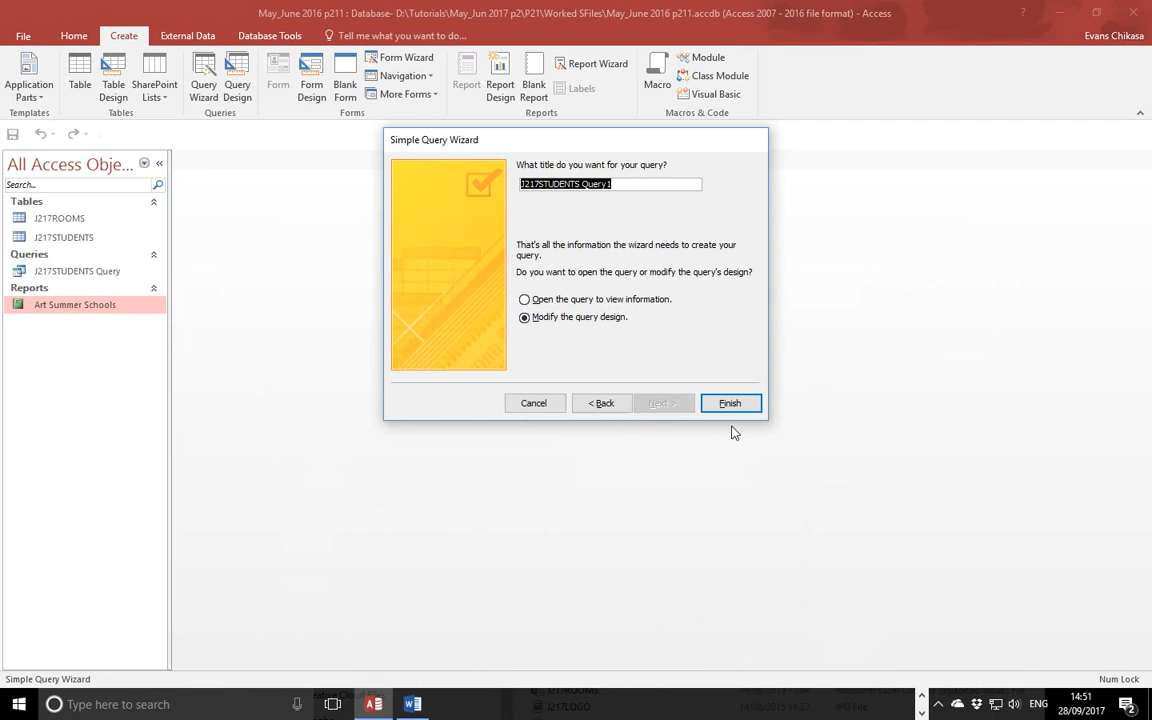 May_June 2016 p211 : Database- D:\Tutorials\May_Jun 2017 p2\P21\Worked SFiles\May_June 2016 p211.accdb (Access 2007 - 2016 file format) - Access
File Home Create External Data Database Tools Tell me what you want to do... Evans Chikasa
Application Parts
Table
Table Design
SharePoint Lists
Query Wizard
Query Design
Form
Form Design
Blank Form
Form Wizard
Navigation
More Forms
Report
Report Design
Blank Report
Report Wizard
Labels
Macro
Module
Class Module
Visual Basic
Templates Tables Queries Forms Reports Macros & Code
All Access Obje...
Search...
Tables
J217ROOMS
J217STUDENTS
Queries
J217STUDENTS Query
Reports
Art Summer Schools
Simple Query Wizard
What title do you want for your query?
J217STUDENTS Query1
That's all the information the wizard needs to create your
query.
Do you want to open the query or modify the query's design?
Open the query to view information.
Modify the query design.
Cancel < Back Next > Finish
Simple Query Wizard Num Lock
Type here to search
J217LOGO
ENG
14:51
28/09/2017
2